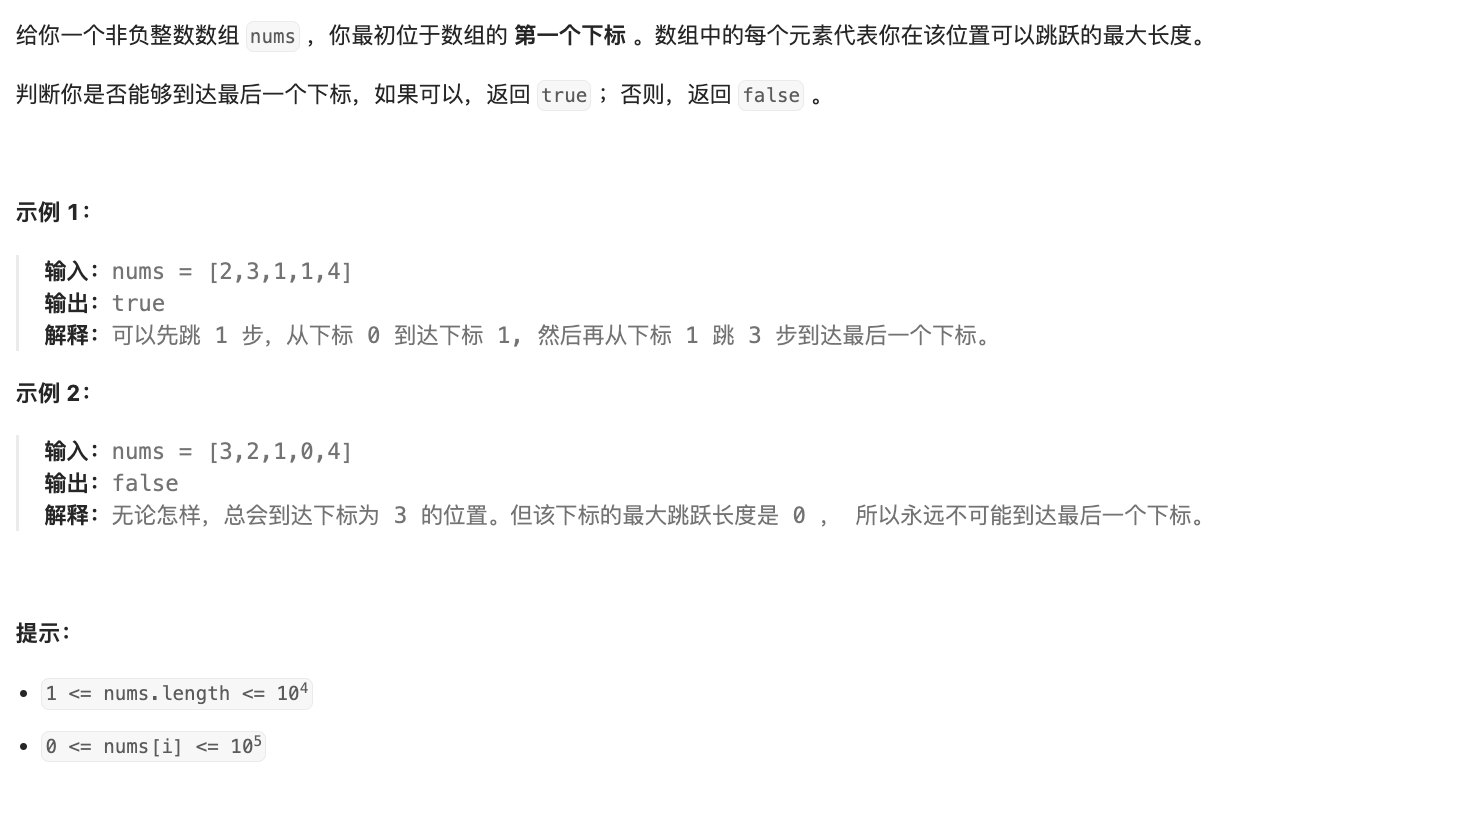 给你一个非负整数数组 nums ，你最初位于数组的 第一个下标 。数组中的每个元素代表你在该位置可以跳跃的最大长度。
判断你是否能够到达最后一个下标，如果可以，返回 true ；否则，返回 false 。
示例 1：
输入：nums = [2,3,1,1,4]
输出：true
解释：可以先跳 1 步，从下标 0 到达下标 1, 然后再从下标 1 跳 3 步到达最后一个下标。
示例 2：
输入：nums = [3,2,1,0,4]
输出：false
解释：无论怎样，总会到达下标为 3 的位置。但该下标的最大跳跃长度是 0 ， 所以永远不可能到达最后一个下标。
提示：
• 1 <= nums.length <= 10⁴
• 0 <= nums[i] <= 10⁵